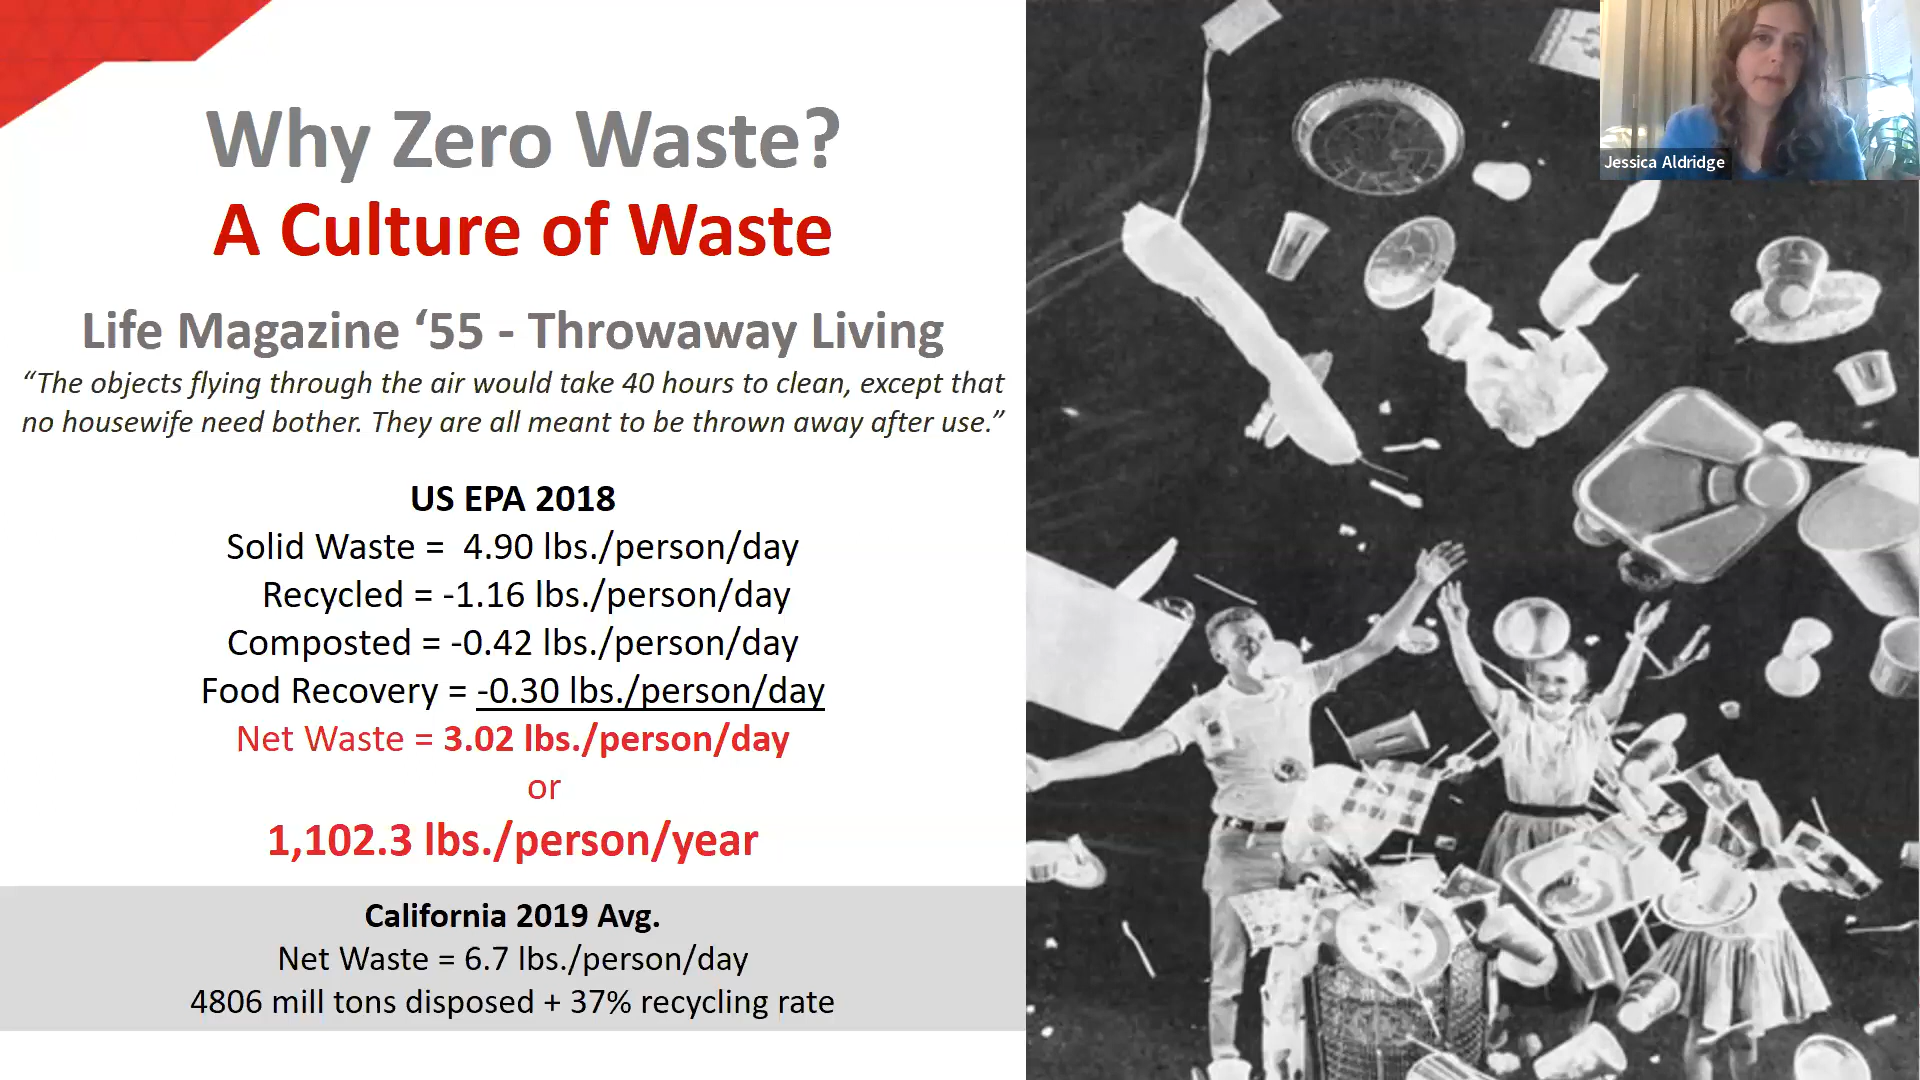 Why Zero Waste?
A Culture of Waste
Life Magazine ‘55 - Throwaway Living
“The objects flying through the air would take 40 hours to clean, except that
no housewife need bother. They are all meant to be thrown away after use.”
US EPA 2018
Solid Waste = 4.90 lbs./person/day
Recycled = -1.16 lbs./person/day
Composted = -0.42 lbs./person/day
Food Recovery = -0.30 lbs./person/day
Net Waste = 3.02 lbs./person/day
or
1,102.3 lbs./person/year
California 2019 Avg.
Net Waste = 6.7 lbs./person/day
4806 mill tons disposed + 37% recycling rate
Jessica Aldridge